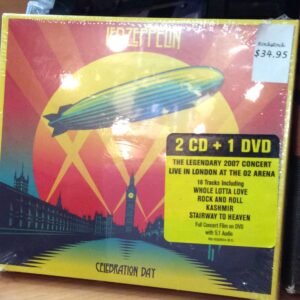 LED ZEPPELIN
Rockaboilia
$34.95
2 CD + 1 DVD
THE LEGENDARY 2007 CONCERT
LIVE IN LONDON AT THE O2 ARENA
16 Tracks Including
WHOLE LOTTA LOVE
ROCK AND ROLL
KASHMIR
STAIRWAY TO HEAVEN
Full Concert Film on DVD
with 5.1 Audio
CELEBRATION DAY